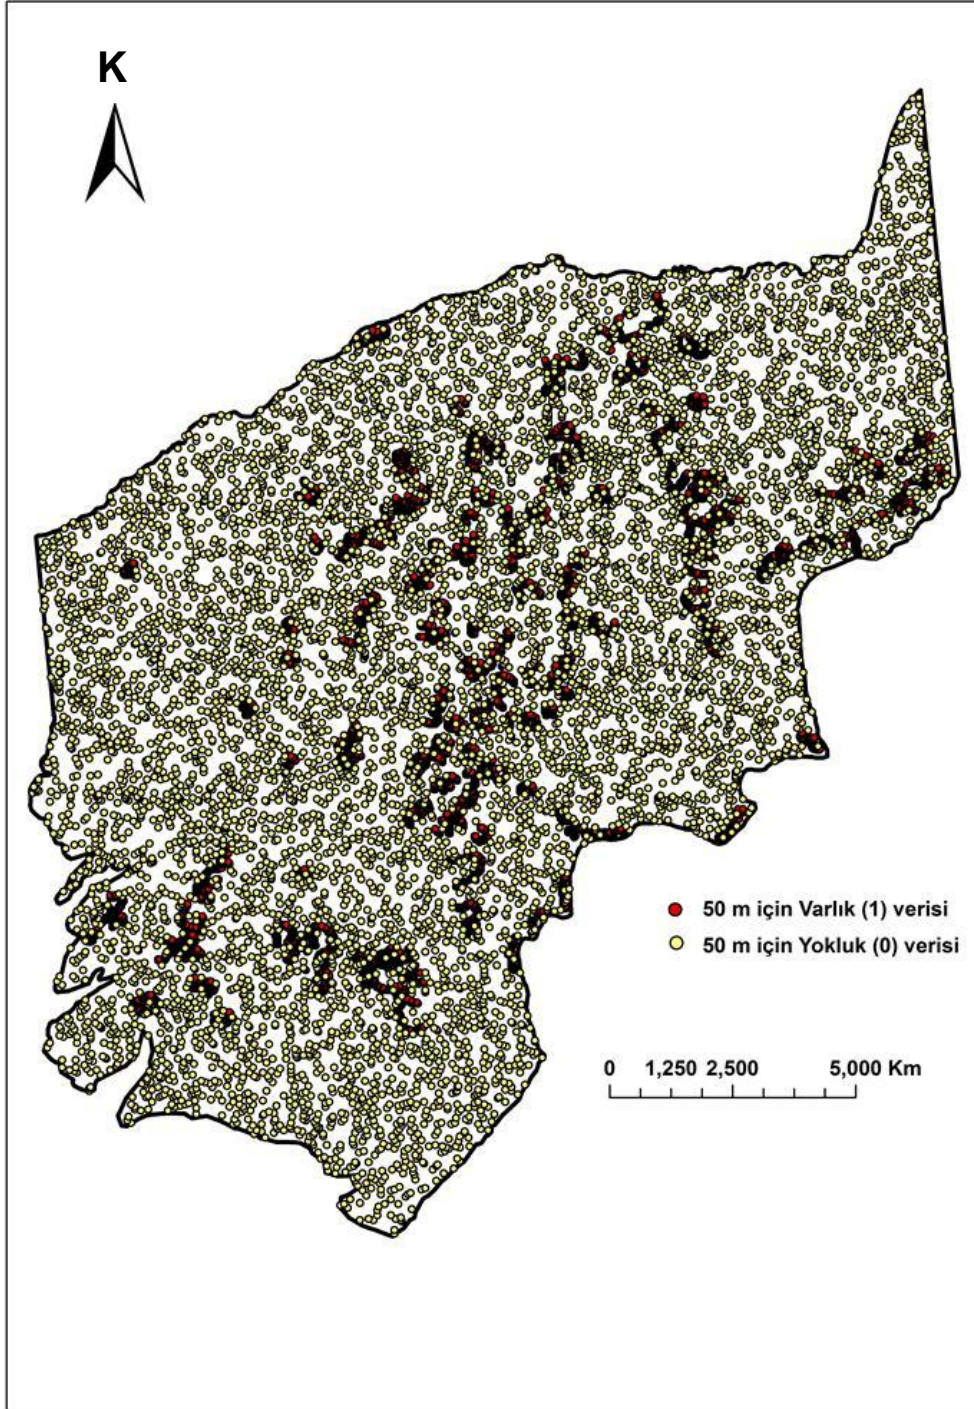 K
50 m için Varlık (1) verisi
50 m için Yokluk (0) verisi
0 1,250 2,500 5,000 Km